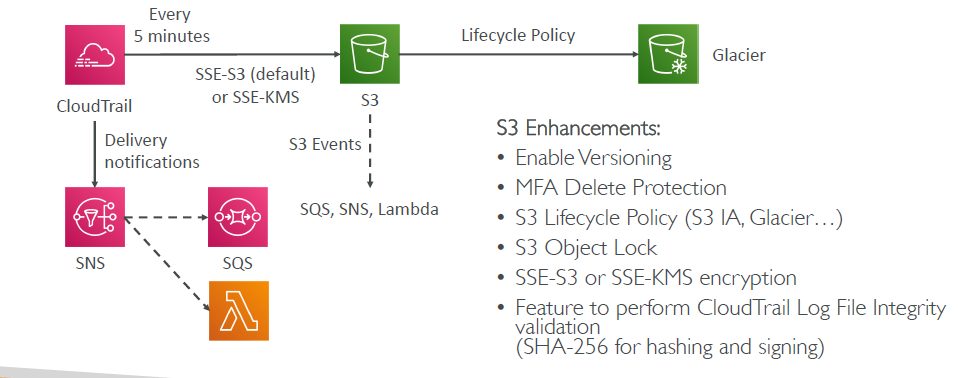 Every
5 minutes
Lifecycle Policy
Glacier
SSE-S3 (default)
or SSE-KMS
CloudTrail
S3
Delivery
notifications
S3 Events
SQS, SNS, Lambda
SNS
SQS
S3 Enhancements:
• Enable Versioning
• MFA Delete Protection
• S3 Lifecycle Policy (S3 IA, Glacier…)
• S3 Object Lock
• SSE-S3 or SSE-KMS encryption
• Feature to perform CloudTrail Log File Integrity
validation
(SHA-256 for hashing and signing)